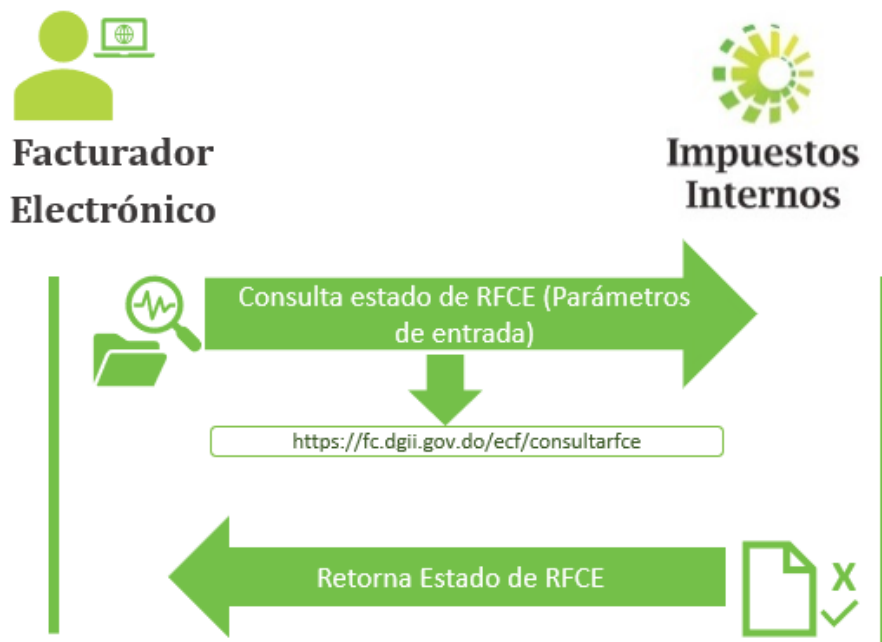 Facturador
Electrónico
Impuestos
Internos
Consulta estado de RFCE (Parámetros
de entrada)
https://fc.dgii.gov.do/ecf/consultarfce
Retorna Estado de RFCE
X